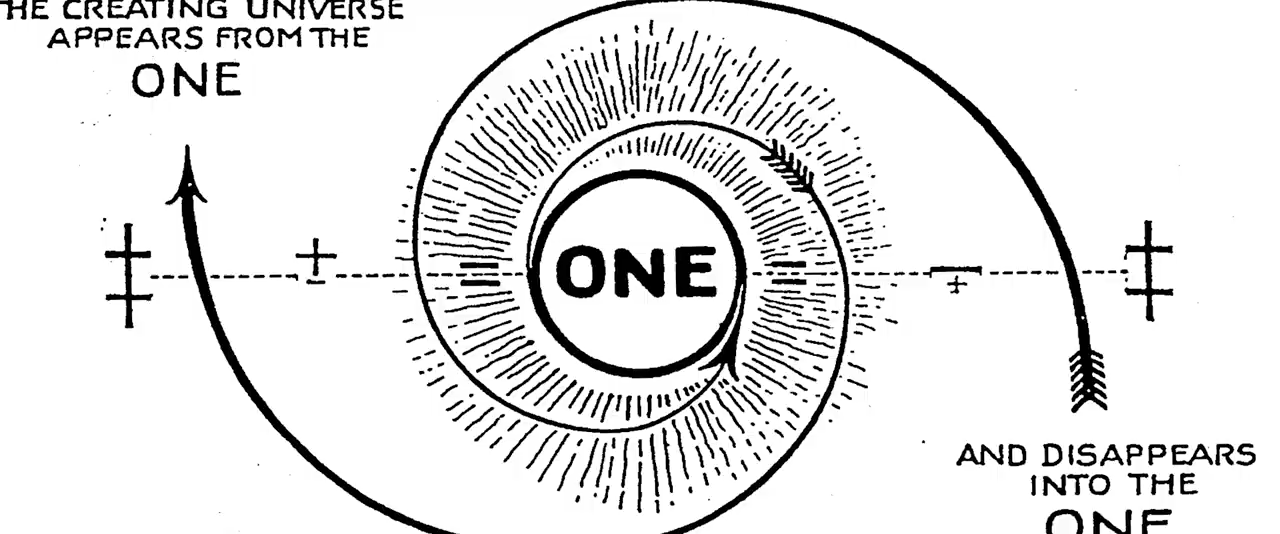 THE CREATING UNIVERSE
APPEARS FROM THE
ONE
ONE
AND DISAPPEARS
INTO THE
ONE